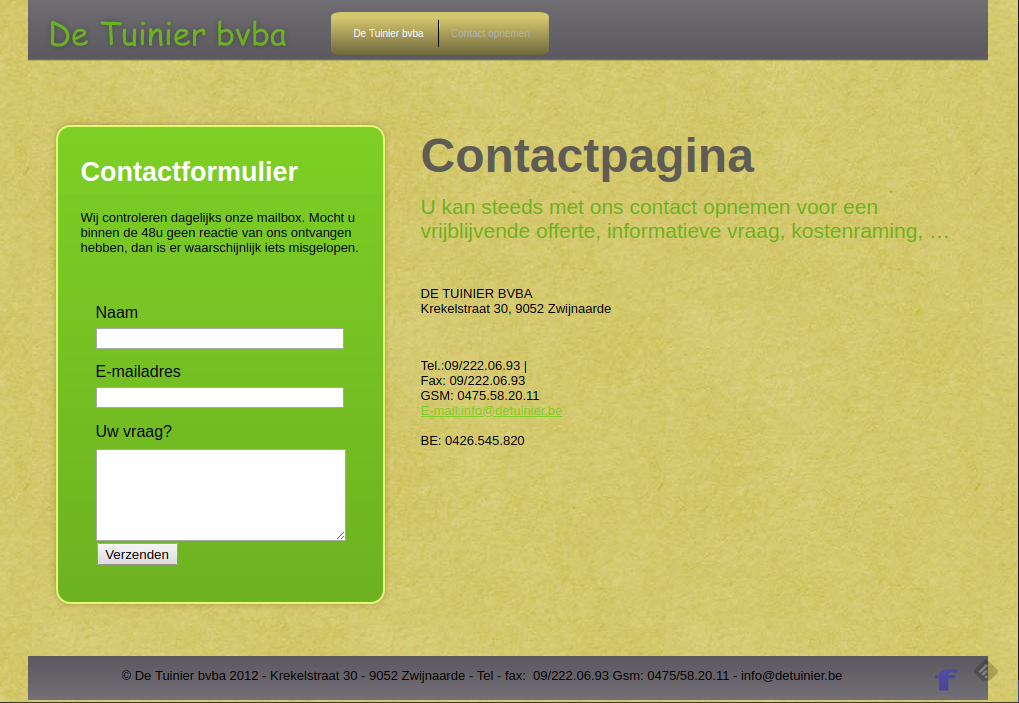 De Tuinier bvba
De Tuinier bvba
Contact opnemen
Contactformulier
Wij controleren dagelijks onze mailbox. Mocht u
binnen de 48u geen reactie van ons ontvangen
hebben, dan is er waarschijnlijk iets misgelopen.
Naam
E-mailadres
Uw vraag?
Verzenden
Contactpagina
U kan steeds met ons contact opnemen voor een
vrijblijvende offerte, informatieve vraag, kostenraming, …
DE TUINIER BVBA
Krekelstraat 30, 9052 Zwijnaarde
Tel.:09/222.06.93 |
Fax: 09/222.06.93
GSM: 0475.58.20.11
E-mail:info@detuinier.be
BE: 0426.545.820
© De Tuinier bvba 2012 - Krekelstraat 30 - 9052 Zwijnaarde - Tel - fax:  09/222.06.93 Gsm: 0475/58.20.11 - info@detuinier.be
f